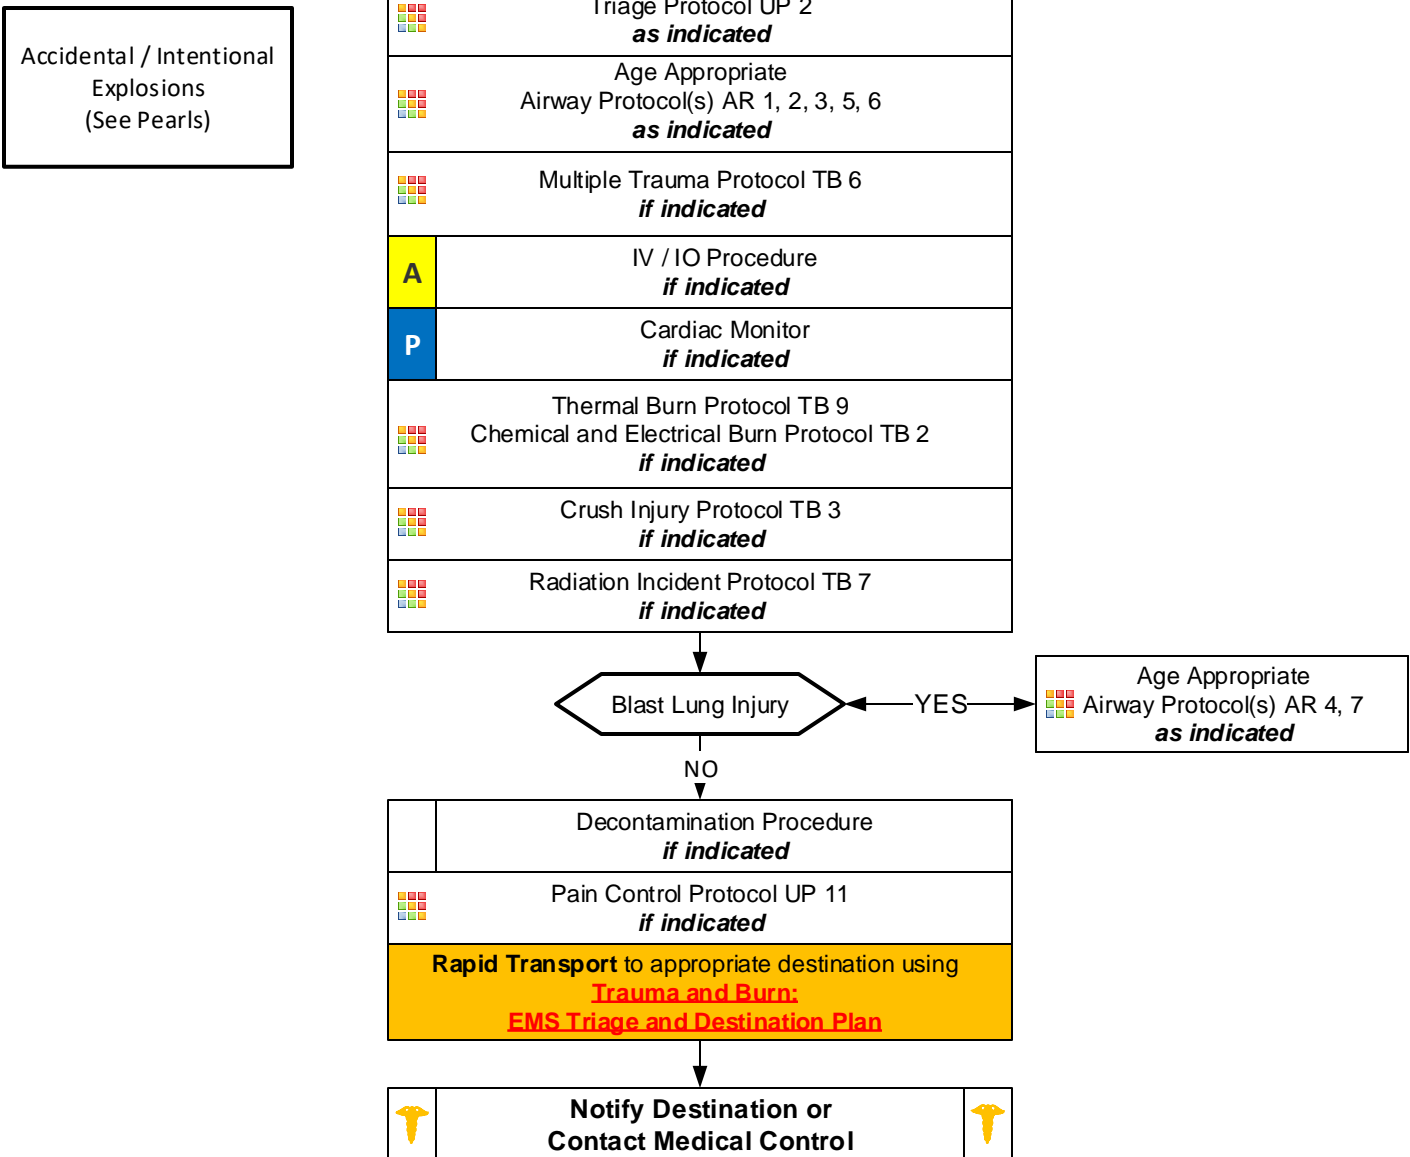 Triage Protocol UP 2
as indicated
Accidental / Intentional
Explosions
(See Pearls)
Age Appropriate
Airway Protocol(s) AR 1, 2, 3, 5, 6
as indicated
Multiple Trauma Protocol TB 6
if indicated
A
IV / IO Procedure
if indicated
P
Cardiac Monitor
if indicated
Thermal Burn Protocol TB 9
Chemical and Electrical Burn Protocol TB 2
if indicated
Crush Injury Protocol TB 3
if indicated
Radiation Incident Protocol TB 7
if indicated
Blast Lung Injury
YES
Age Appropriate
Airway Protocol(s) AR 4, 7
as indicated
NO
Decontamination Procedure
if indicated
Pain Control Protocol UP 11
if indicated
Rapid Transport to appropriate destination using
Trauma and Burn:
EMS Triage and Destination Plan
Notify Destination or
Contact Medical Control